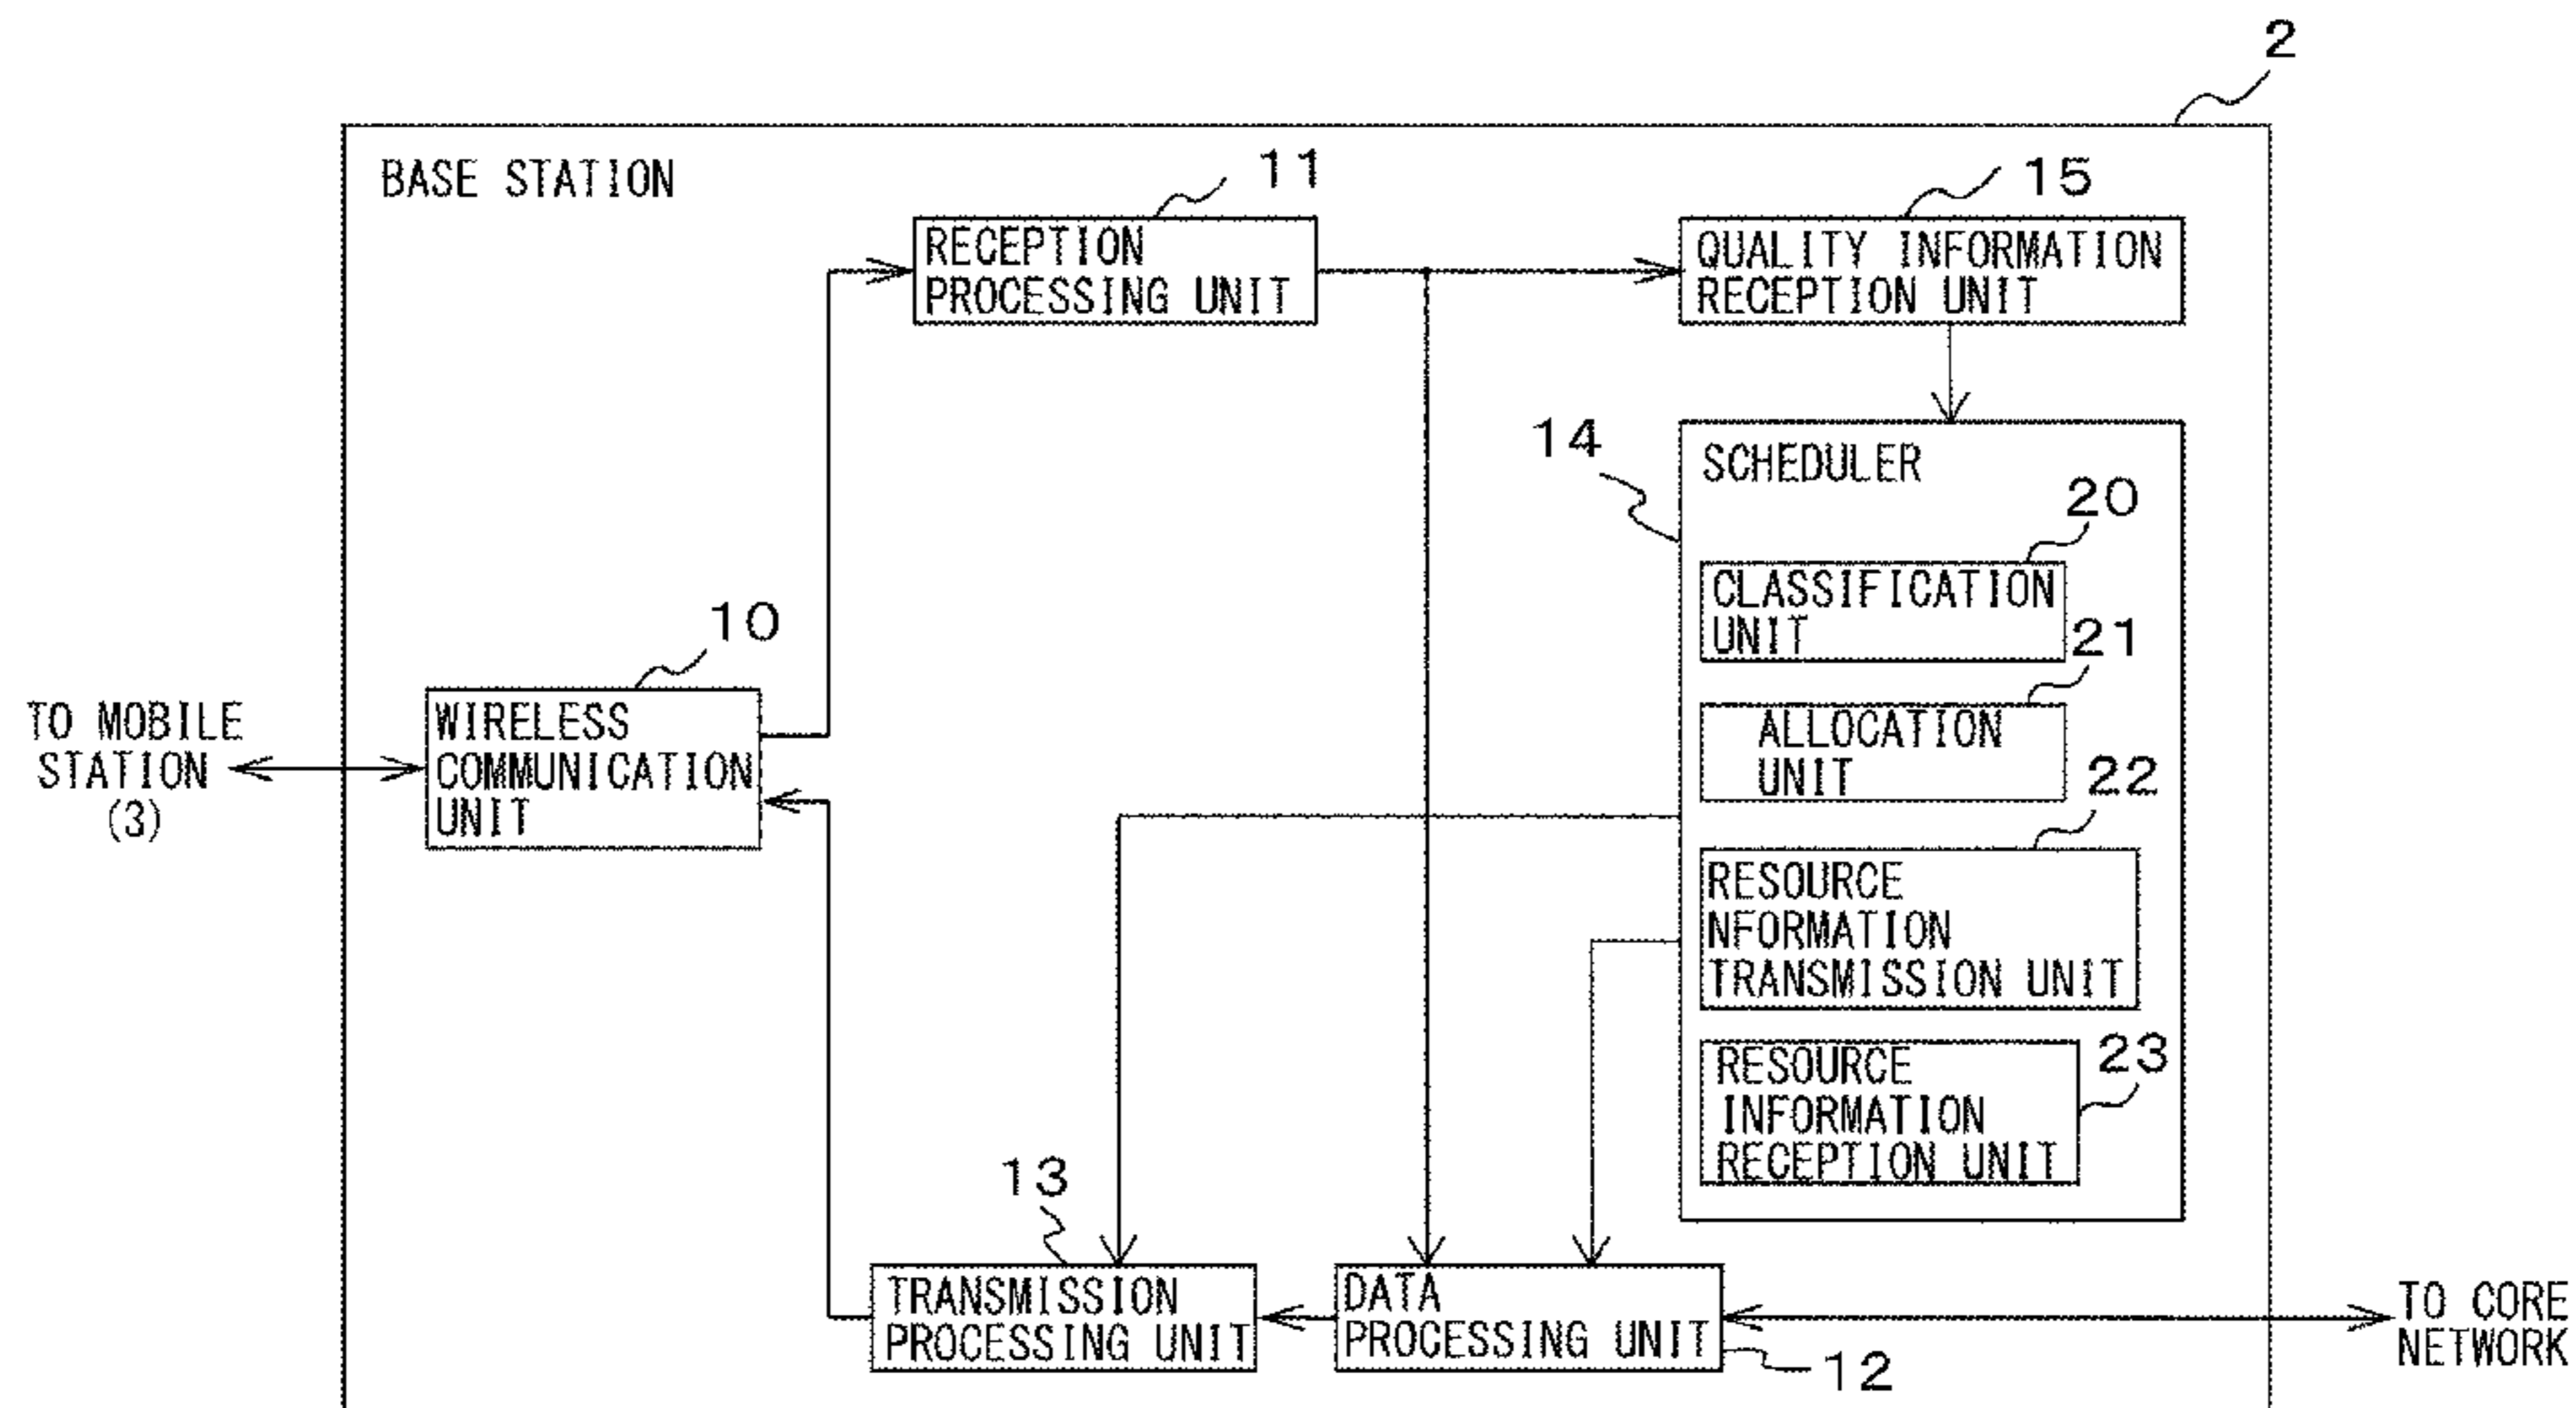 2
BASE STATION
11
15
RECEPTION
PROCESSING UNIT
QUALITY INFORMATION
RECEPTION UNIT
14
SCHEDULER
20
CLASSIFICATION
UNIT
21
10
ALLOCATION
UNIT
TO MOBILE
STATION
(3)
WIRELESS
COMMUNICATION
UNIT
22
RESOURCE
NFORMATION
TRANSMISSION UNIT
23
RESOURCE
INFORMATION
RECEPTION UNIT
13
TRANSMISSION
PROCESSING UNIT
DATA
PROCESSING UNIT
12
TO CORE
NETWORK